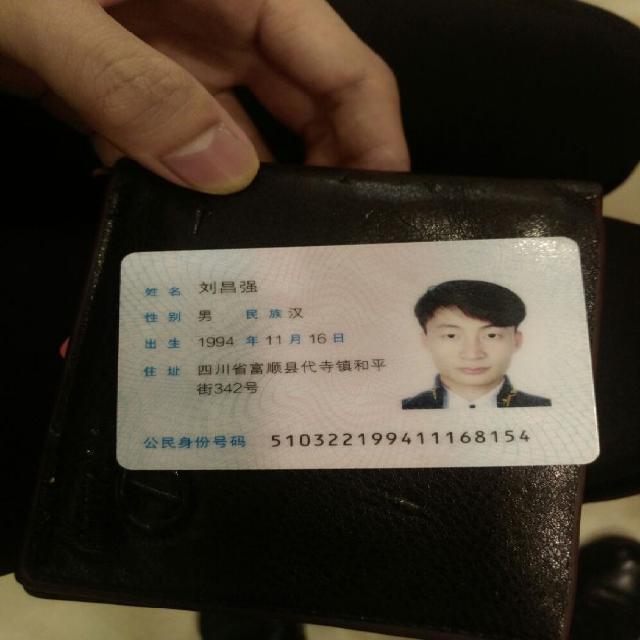 姓名 刘昌强
性别 男 民族 汉
出生 1994 年 11 月 16 日
住址 四川省富顺县代寺镇和平
街342号
公民身份号码 510322199411168154